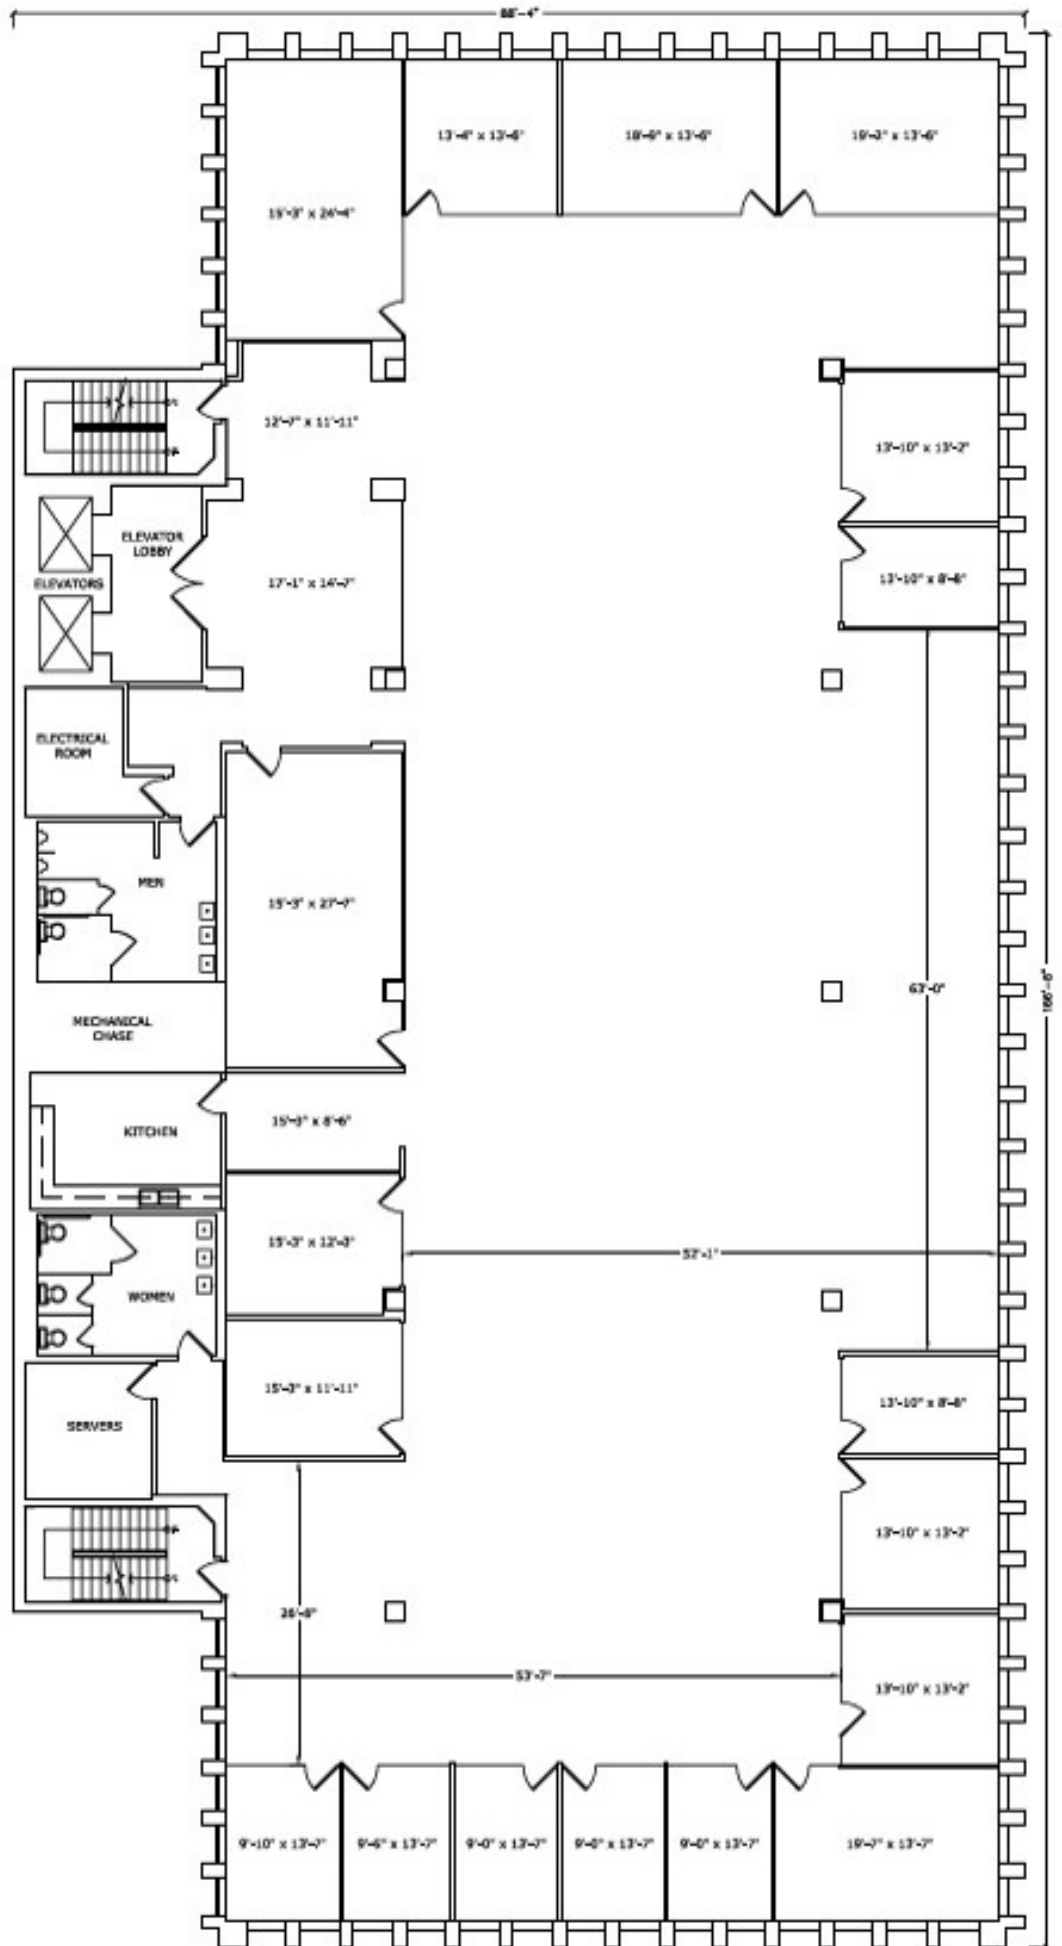 88'-4"
13'-4" x 13'-6"
18'-9" x 13'-6"
19'-2" x 13'-6"
15'-3" x 24'-4"
12'-7" x 11'-11"
13'-10" x 13'-2"
ELEVATOR
LOBBY
ELEVATORS
17'-1" x 14'-7"
13'-10" x 8'-8"
ELECTRICAL
ROOM
MEN
15'-3" x 27'-7"
63'-0"
166'-8"
MECHANICAL
CHASE
KITCHEN
15'-3" x 8'-6"
15'-3" x 12'-3"
52'-1"
WOMEN
15'-3" x 11'-11"
13'-10" x 8'-8"
SERVERS
13'-10" x 13'-2"
26'-8"
53'-7"
13'-10" x 13'-2"
9'-10" x 13'-7"
9'-6" x 13'-7"
9'-0" x 13'-7"
9'-0" x 13'-7"
9'-0" x 13'-7"
19'-7" x 13'-7"